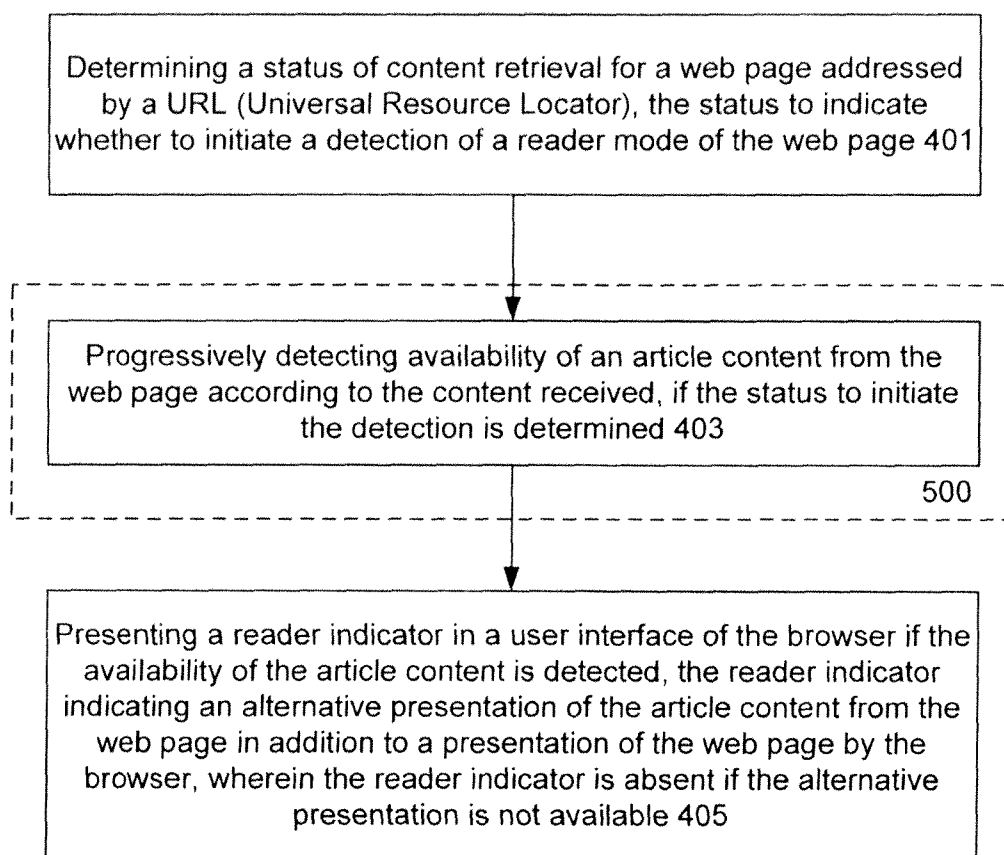 Determining a status of content retrieval for a web page addressed
by a URL (Universal Resource Locator), the status to indicate
whether to initiate a detection of a reader mode of the web page 401
Progressively detecting availability of an article content from the
web page according to the content received, if the status to initiate
the detection is determined 403
500
Presenting a reader indicator in a user interface of the browser if the
availability of the article content is detected, the reader indicator
indicating an alternative presentation of the article content from the
web page in addition to a presentation of the web page by the
browser, wherein the reader indicator is absent if the alternative
presentation is not available 405